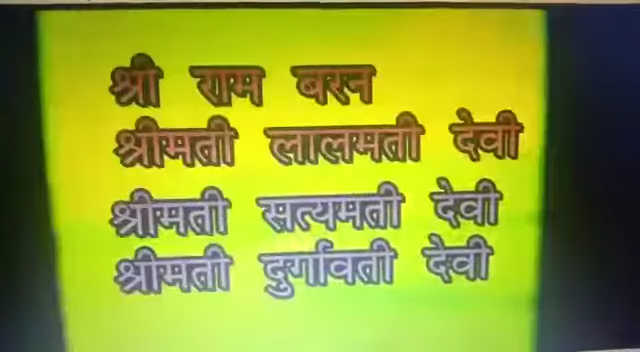 श्री राम बरन
श्रीमती लालमती देवी
श्रीमती सत्यमती देवी
श्रीमती दुर्गावती देवी